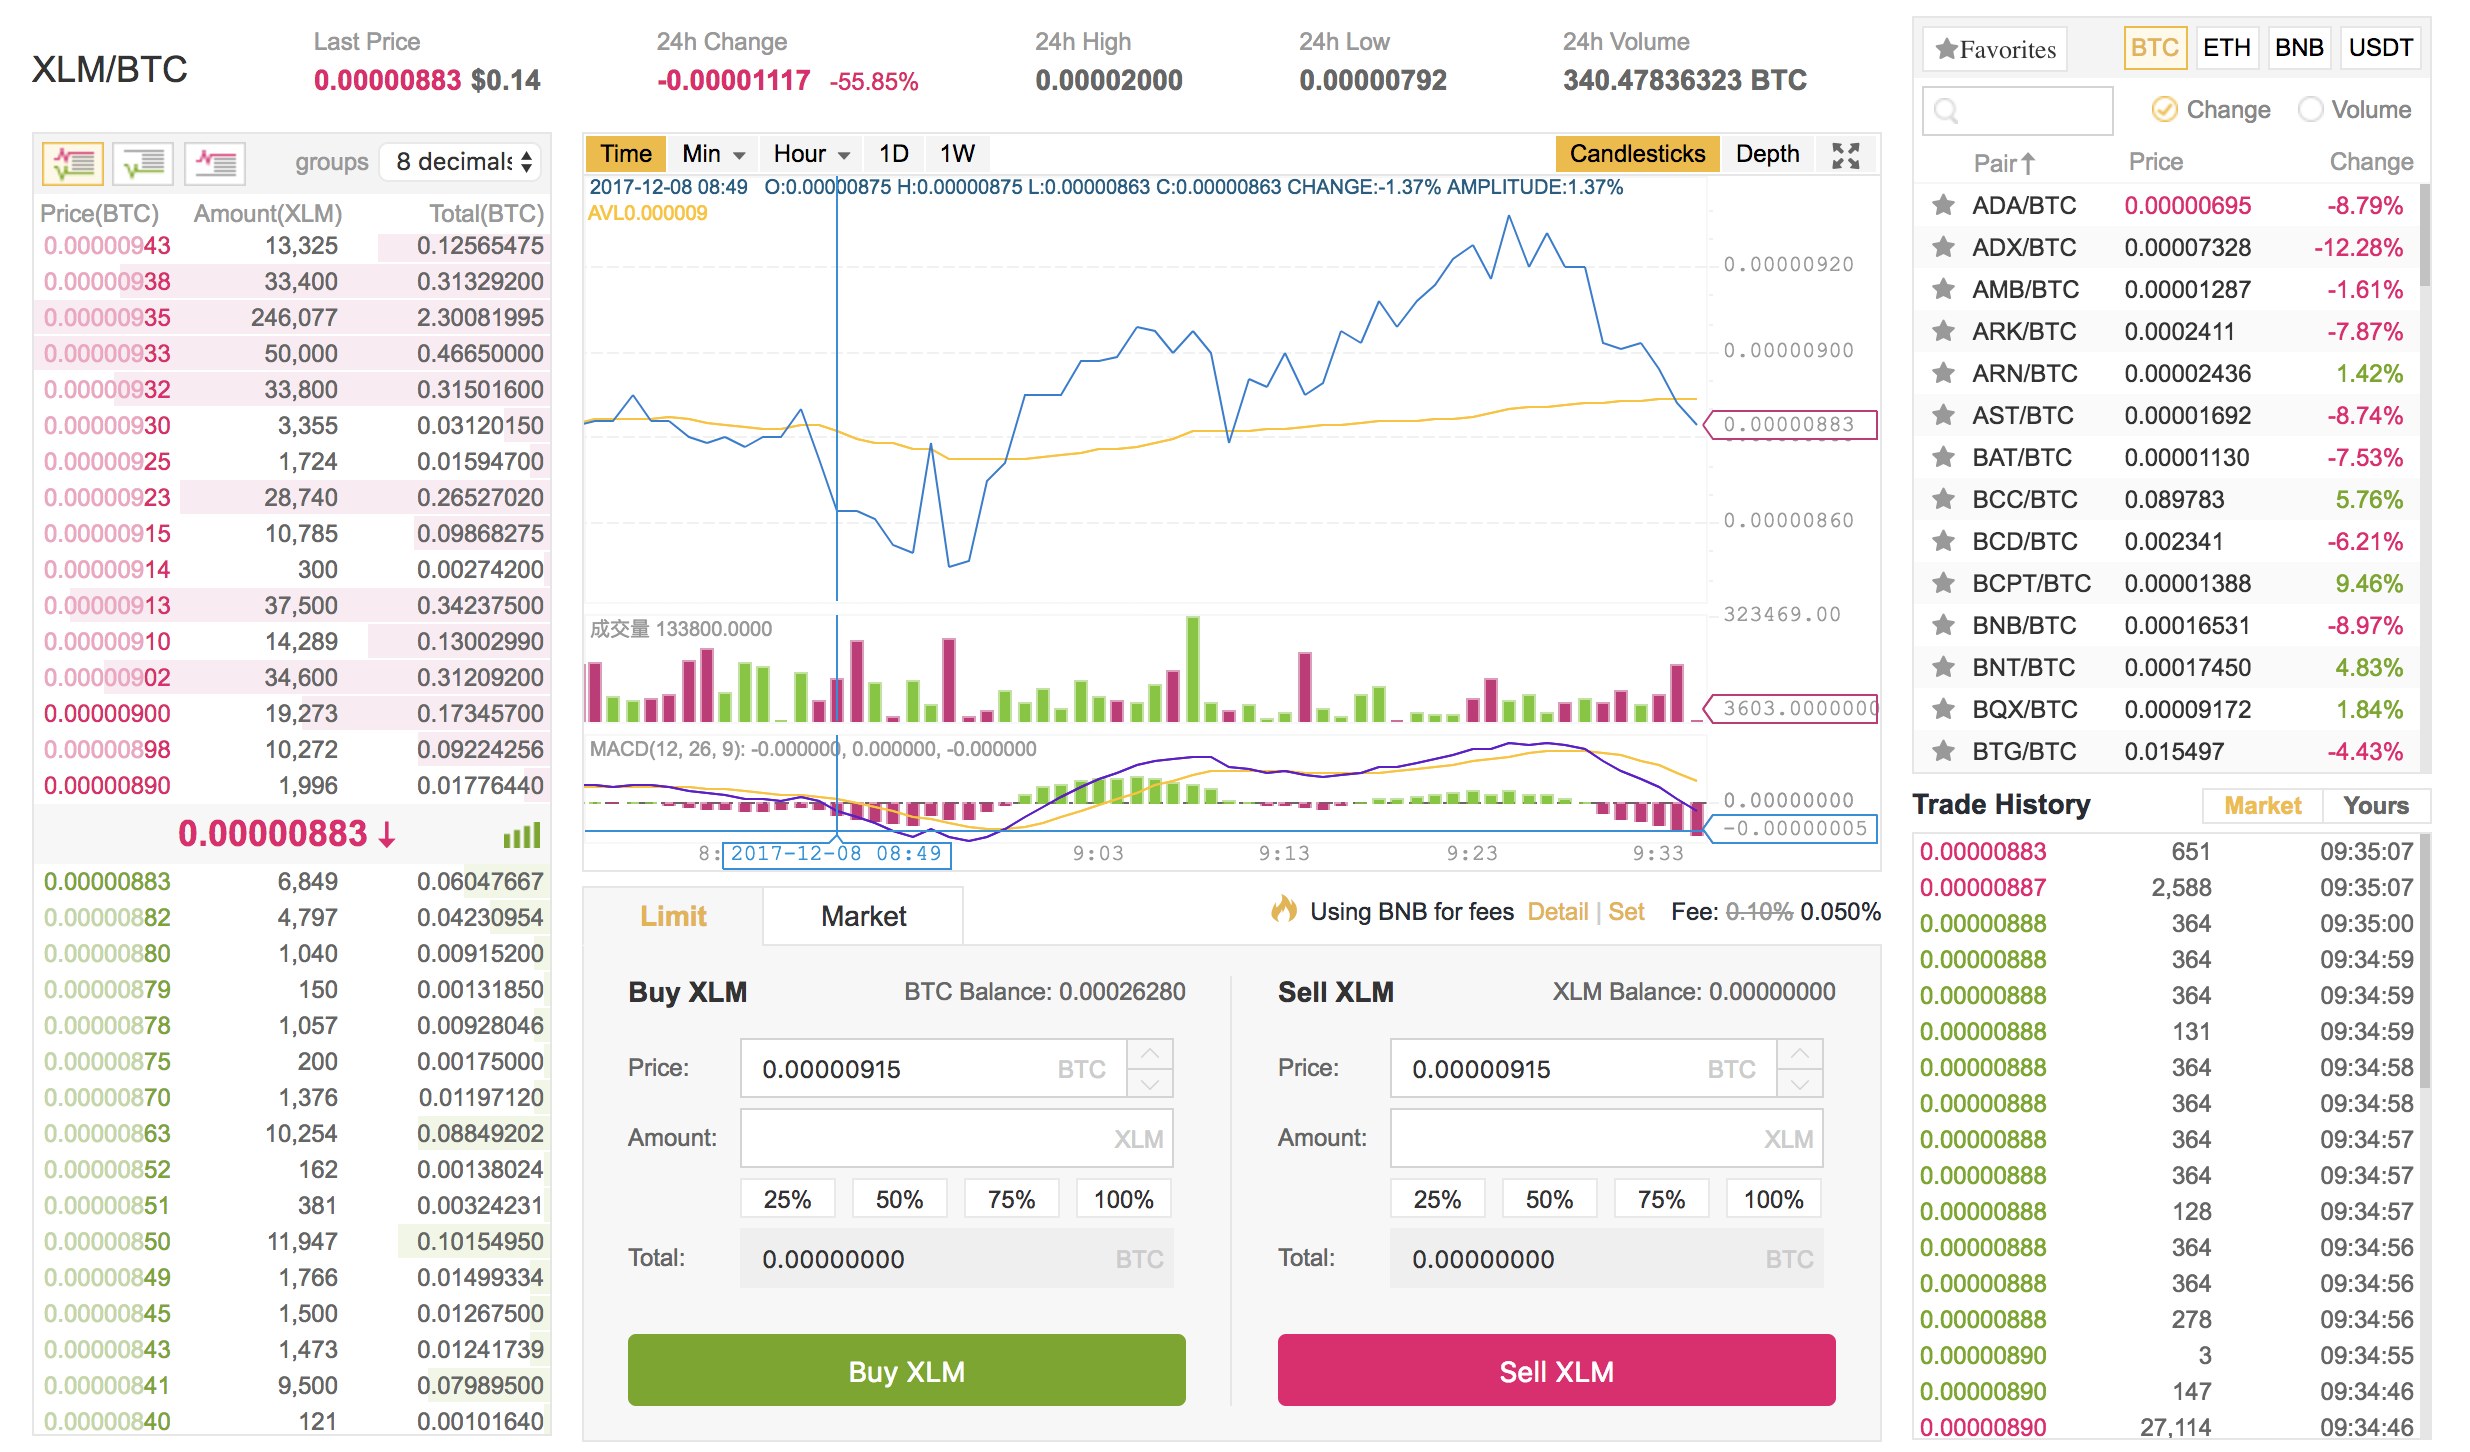 XLM/BTC
Last Price
0.00000883 $0.14
24h Change
-0.00001117 -55.85%
24h High
0.00002000
24h Low
0.00000792
24h Volume
340.47836323 BTC
groups 8 decimals
Price(BTC) Amount(XLM) Total(BTC)
0.00000943 13,325 0.12565475
0.00000938 33,400 0.31329200
0.00000935 246,077 2.30081995
0.00000933 50,000 0.46650000
0.00000932 33,800 0.31501600
0.00000930 3,355 0.03120150
0.00000925 1,724 0.01594700
0.00000923 28,740 0.26527020
0.00000915 10,785 0.09868275
0.00000914 300 0.00274200
0.00000913 37,500 0.34237500
0.00000910 14,289 0.13002990
0.00000902 34,600 0.31209200
0.00000900 19,273 0.17345700
0.00000898 10,272 0.09224256
0.00000890 1,996 0.01776440
0.00000883 ↓
0.00000883 6,849 0.06047667
0.00000882 4,797 0.04230954
0.00000880 1,040 0.00915200
0.00000879 150 0.00131850
0.00000878 1,057 0.00928046
0.00000875 200 0.00175000
0.00000870 1,376 0.01197120
0.00000863 10,254 0.08849202
0.00000852 162 0.00138024
0.00000851 381 0.00324231
0.00000850 11,947 0.10154950
0.00000849 1,766 0.01499334
0.00000845 1,500 0.01267500
0.00000843 1,473 0.01241739
0.00000841 9,500 0.07989500
0.00000840 121 0.00101640
Time Min Hour 1D 1W Candlesticks Depth
2017-12-08 08:49 O:0.00000875 H:0.00000875 L:0.00000863 C:0.00000863 CHANGE:-1.37% AMPLITUDE:1.37%
AVL0.000009
0.00000920
0.00000900
0.00000883
0.00000860
323469.00
成交量 133800.0000
3603.0000000
MACD(12, 26, 9): -0.000000, 0.000000, -0.000000
0.00000000
-0.00000005
8: 2017-12-08 08:49 9:03 9:13 9:23 9:33
Limit Market
Using BNB for fees Detail | Set Fee: 0.10% 0.050%
Buy XLM BTC Balance: 0.00026280
Price: 0.00000915 BTC
Amount: XLM
25% 50% 75% 100%
Total: 0.00000000 BTC
Buy XLM
Sell XLM XLM Balance: 0.00000000
Price: 0.00000915 BTC
Amount: XLM
25% 50% 75% 100%
Total: 0.00000000 BTC
Sell XLM
Favorites BTC ETH BNB USDT
Change Volume
Pair↑ Price Change
ADA/BTC 0.00000695 -8.79%
ADX/BTC 0.00007328 -12.28%
AMB/BTC 0.00001287 -1.61%
ARK/BTC 0.0002411 -7.87%
ARN/BTC 0.00002436 1.42%
AST/BTC 0.00001692 -8.74%
BAT/BTC 0.00001130 -7.53%
BCC/BTC 0.089783 5.76%
BCD/BTC 0.002341 -6.21%
BCPT/BTC 0.00001388 9.46%
BNB/BTC 0.00016531 -8.97%
BNT/BTC 0.00017450 4.83%
BQX/BTC 0.00009172 1.84%
BTG/BTC 0.015497 -4.43%
Trade History Market Yours
0.00000883 651 09:35:07
0.00000887 2,588 09:35:07
0.00000888 364 09:35:00
0.00000888 364 09:34:59
0.00000888 364 09:34:59
0.00000888 131 09:34:59
0.00000888 364 09:34:58
0.00000888 364 09:34:58
0.00000888 364 09:34:57
0.00000888 364 09:34:57
0.00000888 128 09:34:57
0.00000888 364 09:34:56
0.00000888 364 09:34:56
0.00000888 278 09:34:56
0.00000890 3 09:34:55
0.00000890 147 09:34:46
0.00000890 27,114 09:34:46